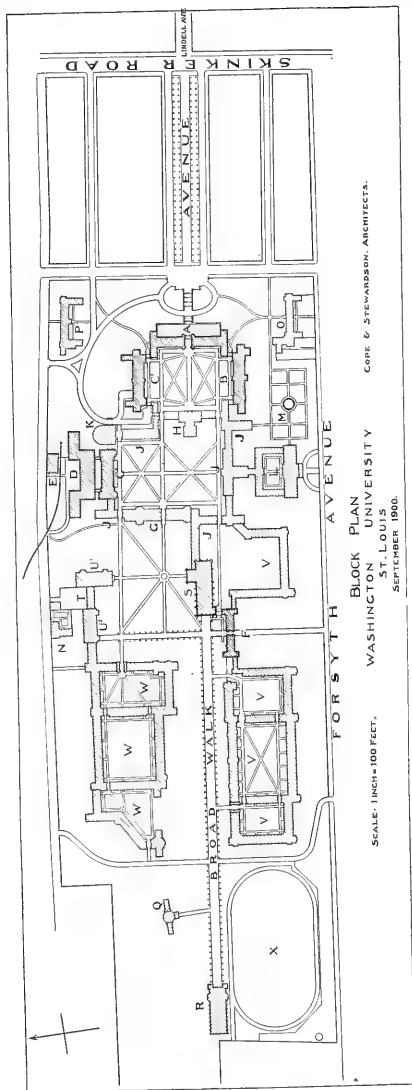 LINDELL AVE
SKINKER ROAD
AVENUE
P
O
A
C
B
K
E
D
J
H
J
M
J
J
G
J
U'
T
U
N
S
V
F
W
W
W
V
V
V
BROAD WALK
Q
R
X
FORSYTH AVENUE
BLOCK PLAN
WASHINGTON UNIVERSITY
ST. LOUIS
SEPTEMBER 1900.
COPE & STEWARDSON. ARCHITECTS.
SCALE. 1 INCH = 100 FEET.